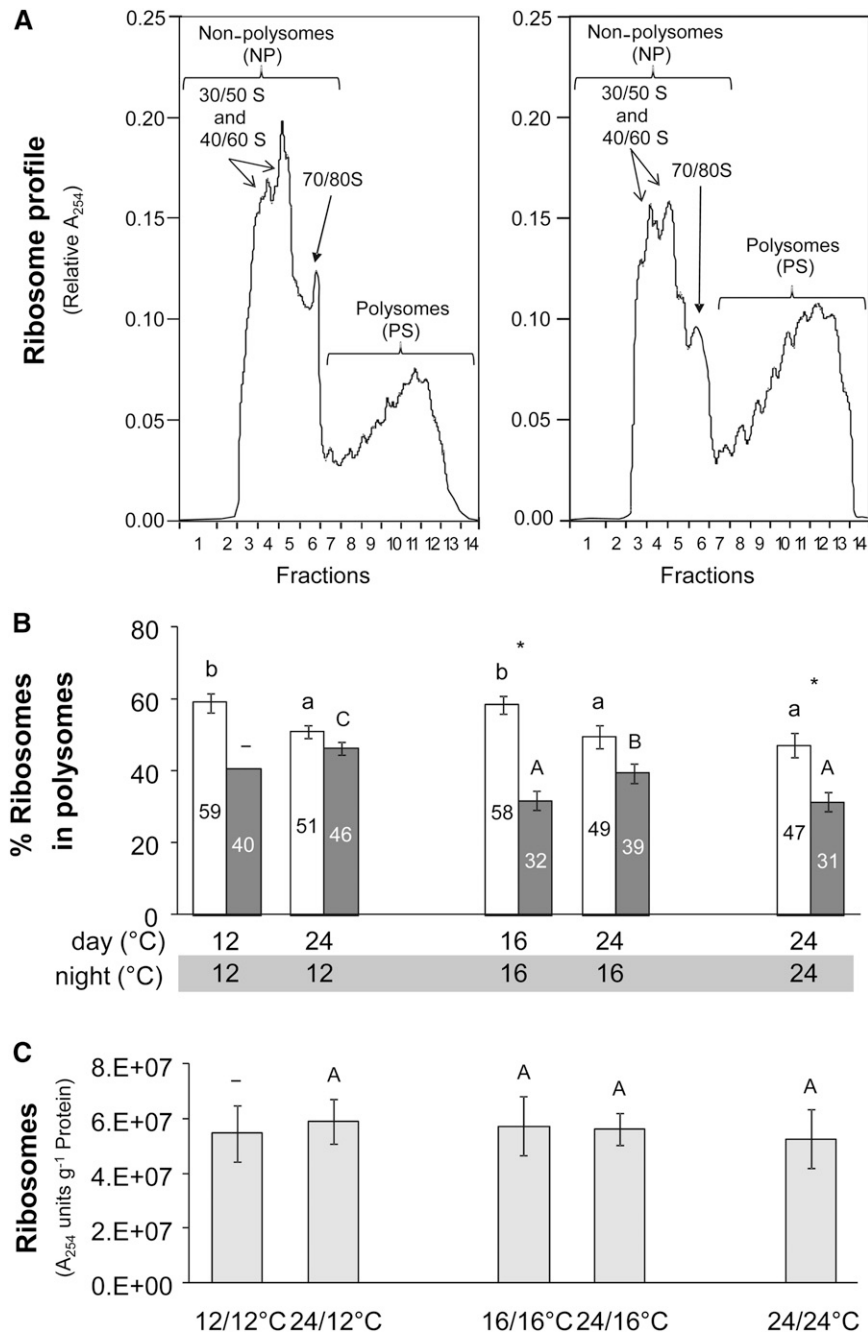 A
Ribosome profile
(Relative A254)
0.25
0.20
0.15
0.10
0.05
0.00
Non-polysomes
(NP)
30/50 S
and
40/60 S
70/80S
Polysomes
(PS)
1 2 3 4 5 6 7 8 9 10 11 12 13 14
Fractions
0.25
0.20
0.15
0.10
0.05
0.00
Non-polysomes
(NP)
30/50 S
and
40/60 S
70/80S
Polysomes
(PS)
1 2 3 4 5 6 7 8 9 10 11 12 13 14
Fractions
B
% Ribosomes
in polysomes
80
60
40
20
0
b – a C b * A a B a * A
59 40 51 46 58 32 49 39 47 31
day (°C) 12 24 16 24 24
night (°C) 12 12 16 16 24
C
Ribosomes
(A254 units g-1 Protein)
8.E+07
6.E+07
4.E+07
2.E+07
0.E+00
– A A A A
12/12°C 24/12°C 16/16°C 24/16°C 24/24°C